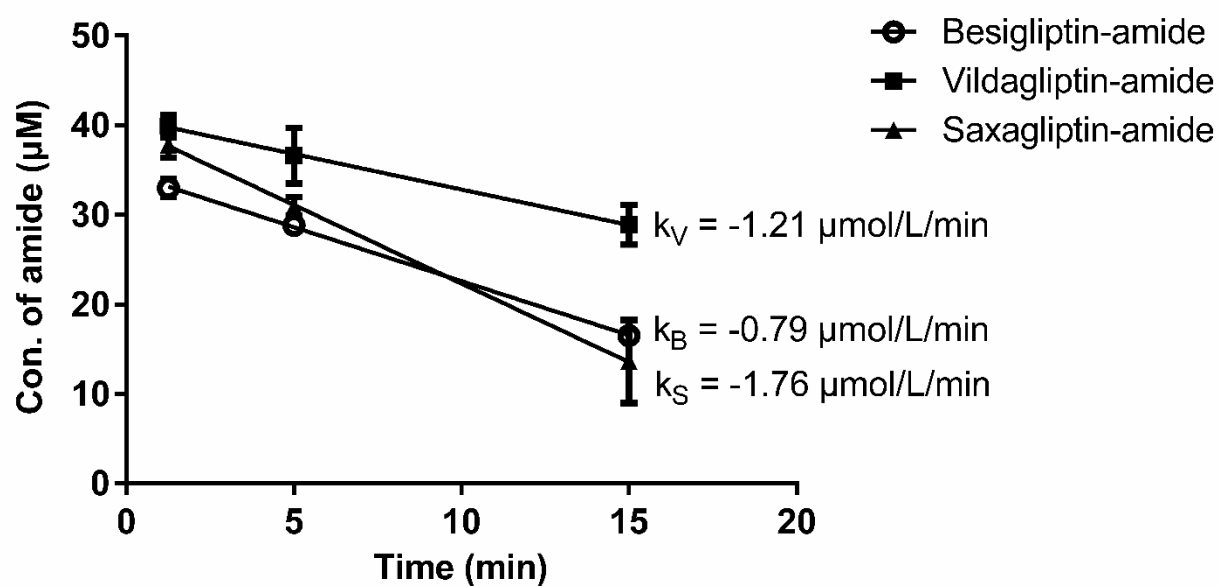 Besigliptin-amide
Vildagliptin-amide
Saxagliptin-amide
Con. of amide (µM)
50
40
30
20
10
0
kV = -1.21 µmol/L/min
kB = -0.79 µmol/L/min
kS = -1.76 µmol/L/min
0 5 10 15 20
Time (min)